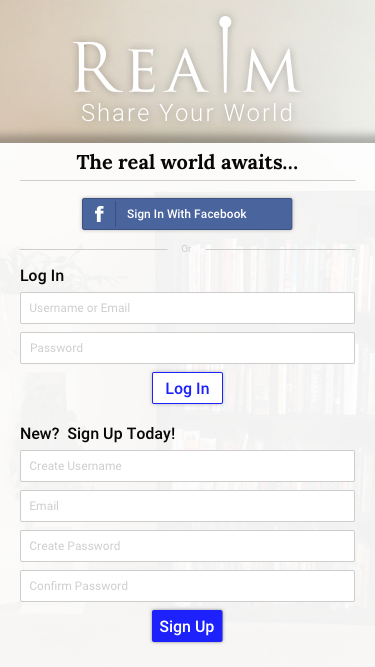 REALM
Share Your World
The real world awaits...
f Sign In With Facebook
Or
Log In
Username or Email
Password
Log In
New? Sign Up Today!
Create Username
Email
Create Password
Confirm Password
Sign Up